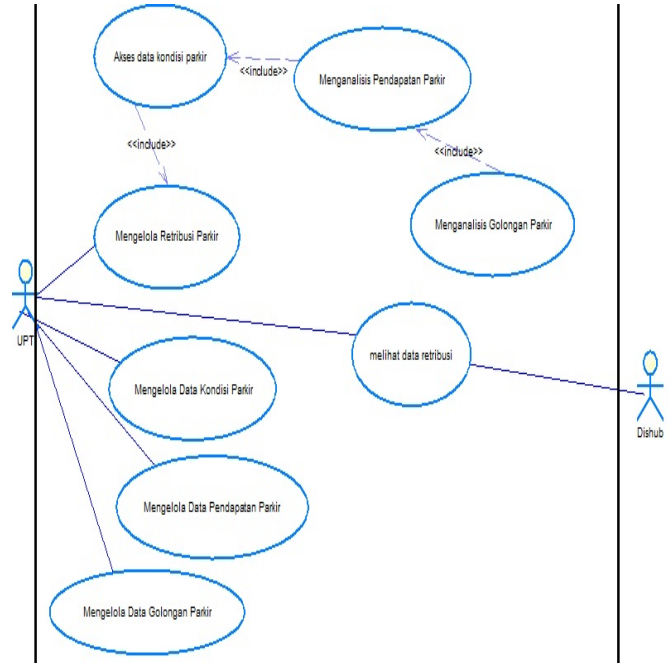 Akses data kondisi parkir
<<include>>
Menganalisis Pendapatan Parkir
<<include>>
<<include>>
Menganalisis Golongan Parkir
Mengelola Retribusi Parkir
UPT
melihat data retribusi
Mengelola Data Kondisi Parkir
Dishub
Mengelola Data Pendapatan Parkir
Mengelola Data Golongan Parkir